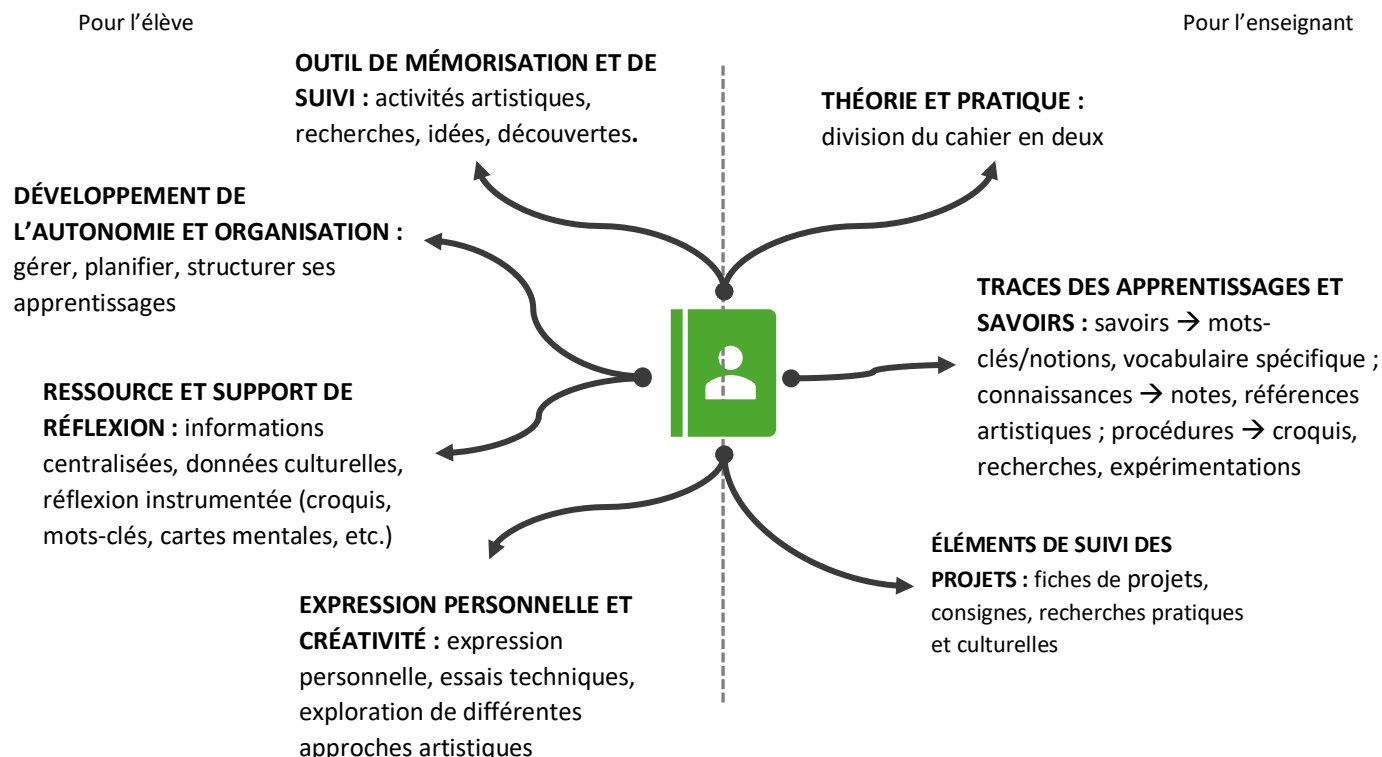 Pour l’élève
Pour l’enseignant
OUTIL DE MÉMORISATION ET DE
SUIVI : activités artistiques,
recherches, idées, découvertes.
THÉORIE ET PRATIQUE :
division du cahier en deux
DÉVELOPPEMENT DE
L’AUTONOMIE ET ORGANISATION :
gérer, planifier, structurer ses
apprentissages
TRACES DES APPRENTISSAGES ET
SAVOIRS : savoirs → mots-
clés/notions, vocabulaire spécifique ;
connaissances → notes, références
artistiques ; procédures → croquis,
recherches, expérimentations
RESSOURCE ET SUPPORT DE
RÉFLEXION : informations
centralisées, données culturelles,
réflexion instrumentée (croquis,
mots-clés, cartes mentales, etc.)
ÉLÉMENTS DE SUIVI DES
PROJETS : fiches de projets,
consignes, recherches pratiques
et culturelles
EXPRESSION PERSONNELLE ET
CRÉATIVITÉ : expression
personnelle, essais techniques,
exploration de différentes
approches artistiques